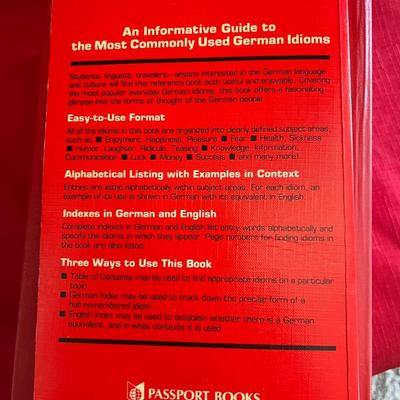 An Informative Guide to
the Most Commonly Used German Idioms
Students, linguists, travelers—anyone interested in the German language
and culture will find this reference book both useful and enjoyable. Covering
the most popular everyday German idioms, this book offers a fascinating
glimpse into the forms of thought of the German people.
Easy-to-Use Format
All of the idioms in this book are organized into clearly defined subject areas,
such as: ■ Enjoyment, Happiness, Pleasure ■ Fear ■ Health, Sickness
■ Humor, Laughter, Ridicule, Teasing ■ Knowledge, Information,
Communication ■ Luck ■ Money ■ Success ■ and many more!
Alphabetical Listing with Examples in Context
Entries are listed alphabetically within subject areas. For each idiom, an
example of its use is shown in German with its equivalent in English.
Indexes in German and English
Complete indexes in German and English list entry words alphabetically and
specify the idioms in which they appear. Page numbers for finding idioms in
the book are also listed.
Three Ways to Use This Book
■ Table of Contents may be used to find appropriate idioms on a particular
topic.
■ German Index may be used to track down the precise form of a
half-remembered idiom.
■ English Index may be used to establish whether there is a German
equivalent, and in what contexts it is used.
PASSPORT BOOKS